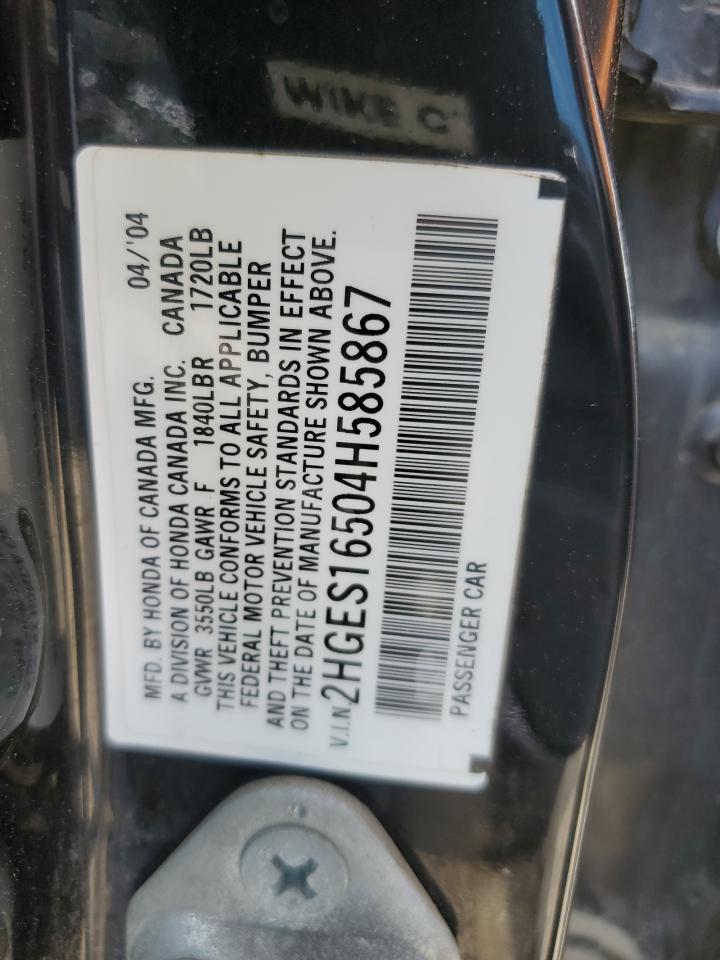 WIKE C
MFD. BY HONDA OF CANADA MFG. 04/'04
A DIVISION OF HONDA CANADA INC. CANADA
GVWR 3550LB GAWR F 1840LBR 1720LB
THIS VEHICLE CONFORMS TO ALL APPLICABLE
FEDERAL MOTOR VEHICLE SAFETY, BUMPER
AND THEFT PREVENTION STANDARDS IN EFFECT
ON THE DATE OF MANUFACTURE SHOWN ABOVE.
V.I.N. 2HGES16504H585867
PASSENGER CAR